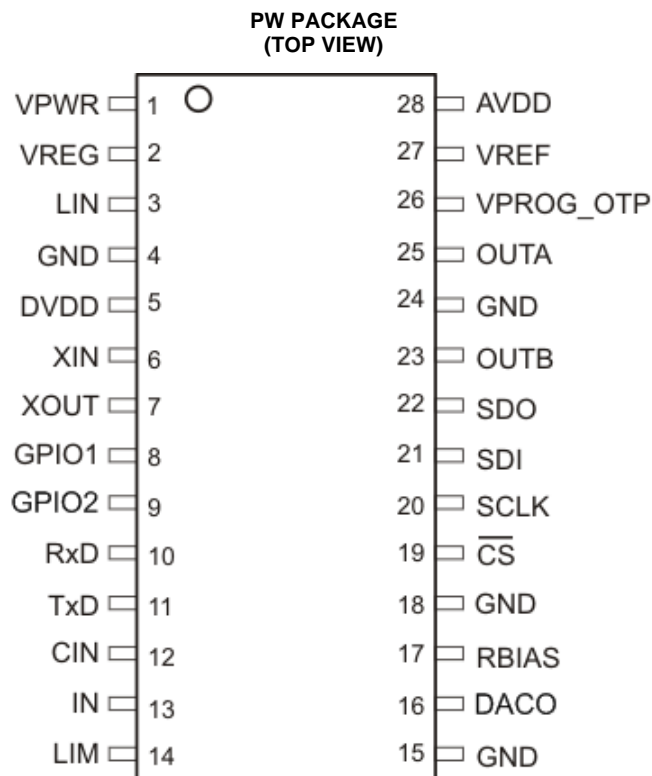 PW PACKAGE
(TOP VIEW)
VPWR 1 28 AVDD
VREG 2 27 VREF
LIN 3 26 VPROG_OTP
GND 4 25 OUTA
DVDD 5 24 GND
XIN 6 23 OUTB
XOUT 7 22 SDO
GPIO1 8 21 SDI
GPIO2 9 20 SCLK
RxD 10 19 C̅S̅
TxD 11 18 GND
CIN 12 17 RBIAS
IN 13 16 DACO
LIM 14 15 GND